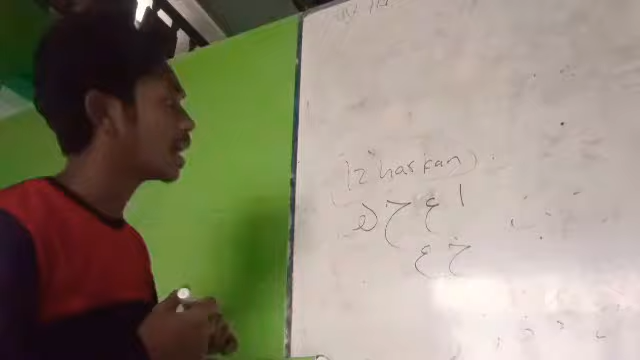 (Izharkan).
ا غ ح ه
خ ع